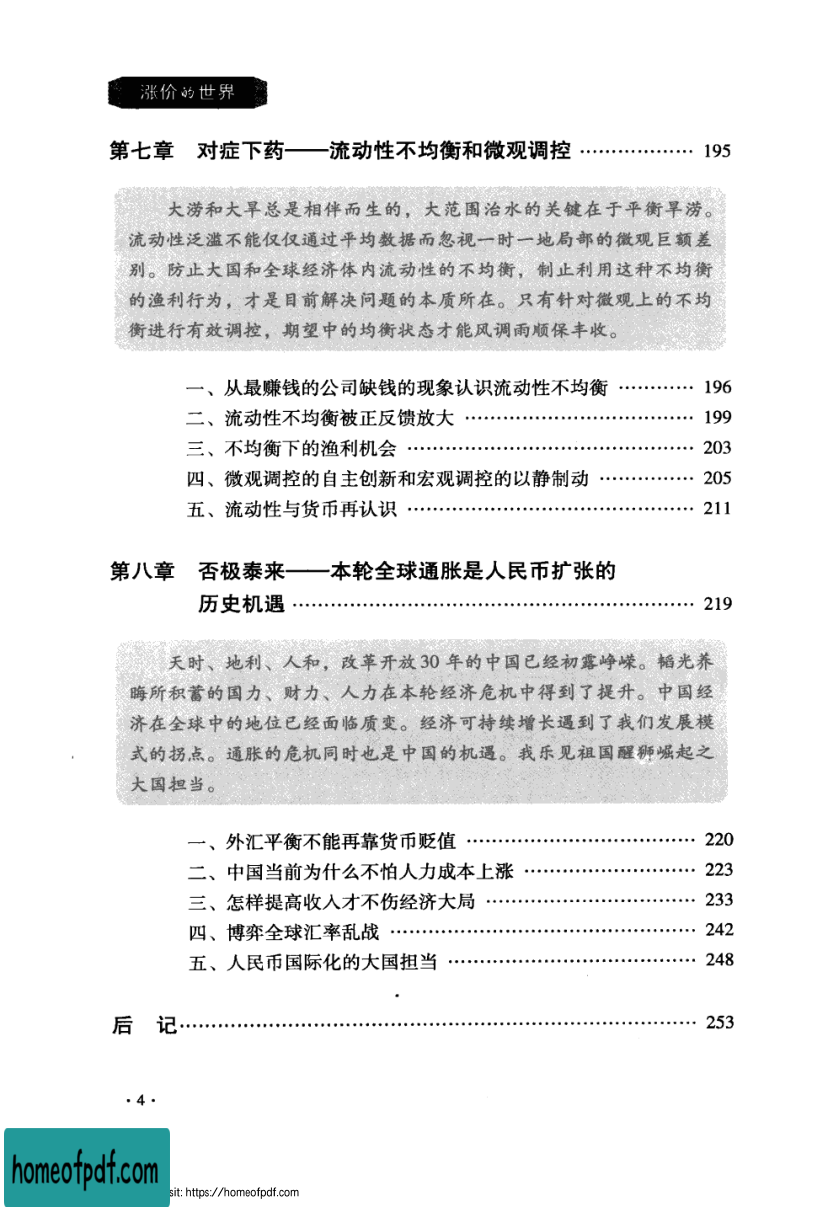 涨价的世界
第七章 对症下药——流动性不均衡和微观调控 ………………… 195
大涝和大旱总是相伴而生的，大范围治水的关键在于平衡旱涝。
流动性泛滥不能仅仅通过平均数据而忽视一时一地局部的微观巨额差
别。防止大国和全球经济体内流动性的不均衡，制止利用这种不均衡
的渔利行为，才是目前解决问题的本质所在。只有针对微观上的不均
衡进行有效调控，期望中的均衡状态才能风调雨顺保丰收。
一、从最赚钱的公司缺钱的现象认识流动性不均衡 ………… 196
二、流动性不均衡被正反馈放大 ……………………………… 199
三、不均衡下的渔利机会 ……………………………………… 203
四、微观调控的自主创新和宏观调控的以静制动 …………… 205
五、流动性与货币再认识 ……………………………………… 211
第八章 否极泰来——本轮全球通胀是人民币扩张的
历史机遇 ……………………………………………………… 219
天时、地利、人和，改革开放30年的中国已经初露峥嵘。韬光养
晦所积蓄的国力、财力、人力在本轮经济危机中得到了提升。中国经
济在全球中的地位已经面临质变。经济可持续增长遇到了我们发展模
式的拐点。通胀的危机同时也是中国的机遇。我乐见祖国醒狮崛起之
大国担当。
一、外汇平衡不能再靠货币贬值 ……………………………… 220
二、中国当前为什么不怕人力成本上涨 ……………………… 223
三、怎样提高收入才不伤经济大局 …………………………… 233
四、博弈全球汇率乱战 ………………………………………… 242
五、人民币国际化的大国担当 ………………………………… 248
后 记 ……………………………………………………………………… 253
· 4 ·
homeofpdf.com
sit: https://homeofpdf.com